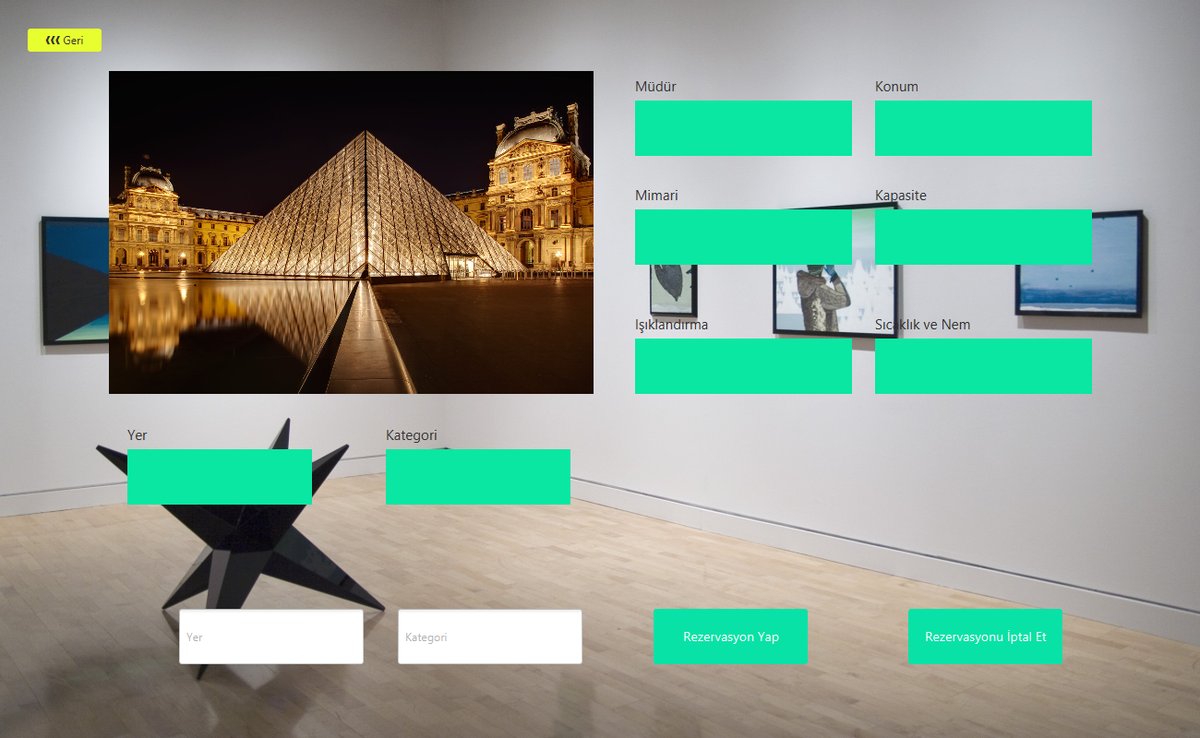 ❮❮❮ Geri
Müdür
Konum
Mimari
Kapasite
Işıklandırma
Sıcaklık ve Nem
Yer
Kategori
Yer
Kategori
Rezervasyon Yap
Rezervasyonu İptal Et